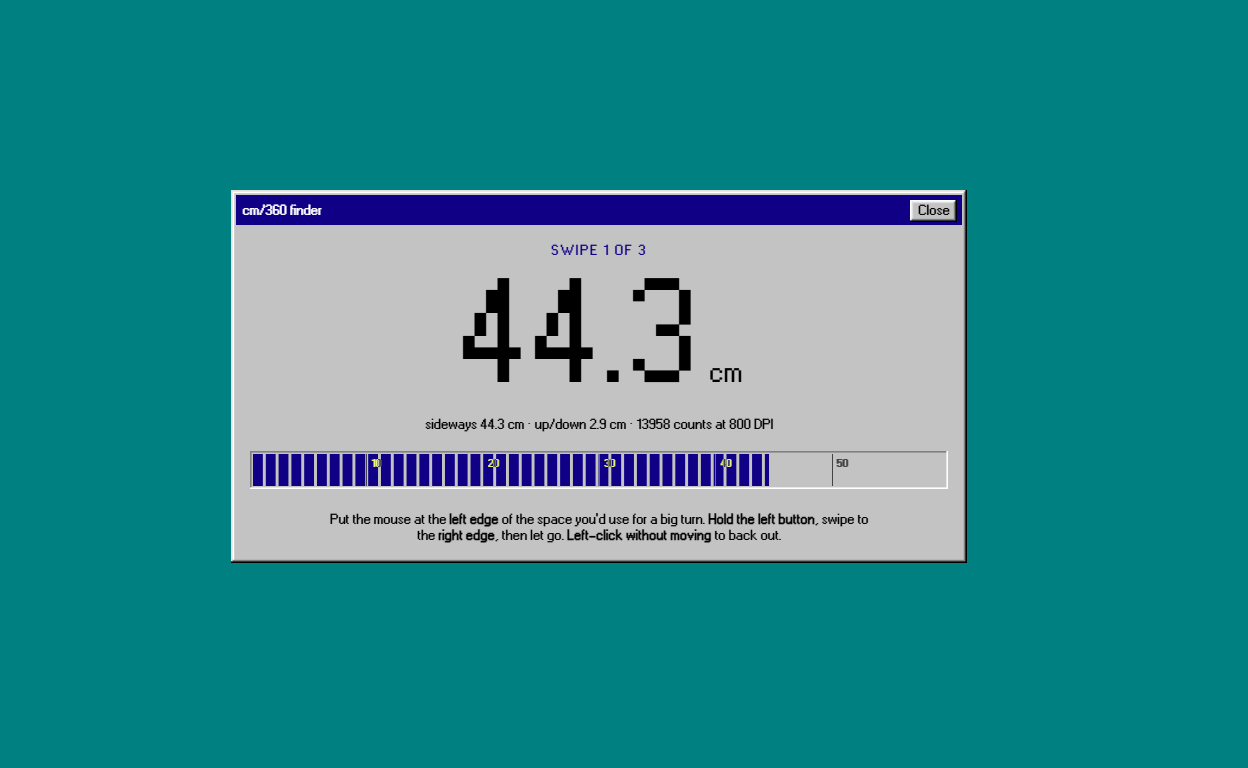 cm/360 finder
Close
SWIPE 1 OF 3
44.3 cm
sideways 44.3 cm · up/down 2.9 cm · 13958 counts at 800 DPI
10 20 30 40 50
Put the mouse at the left edge of the space you'd use for a big turn. Hold the left button, swipe to
the right edge, then let go. Left-click without moving to back out.